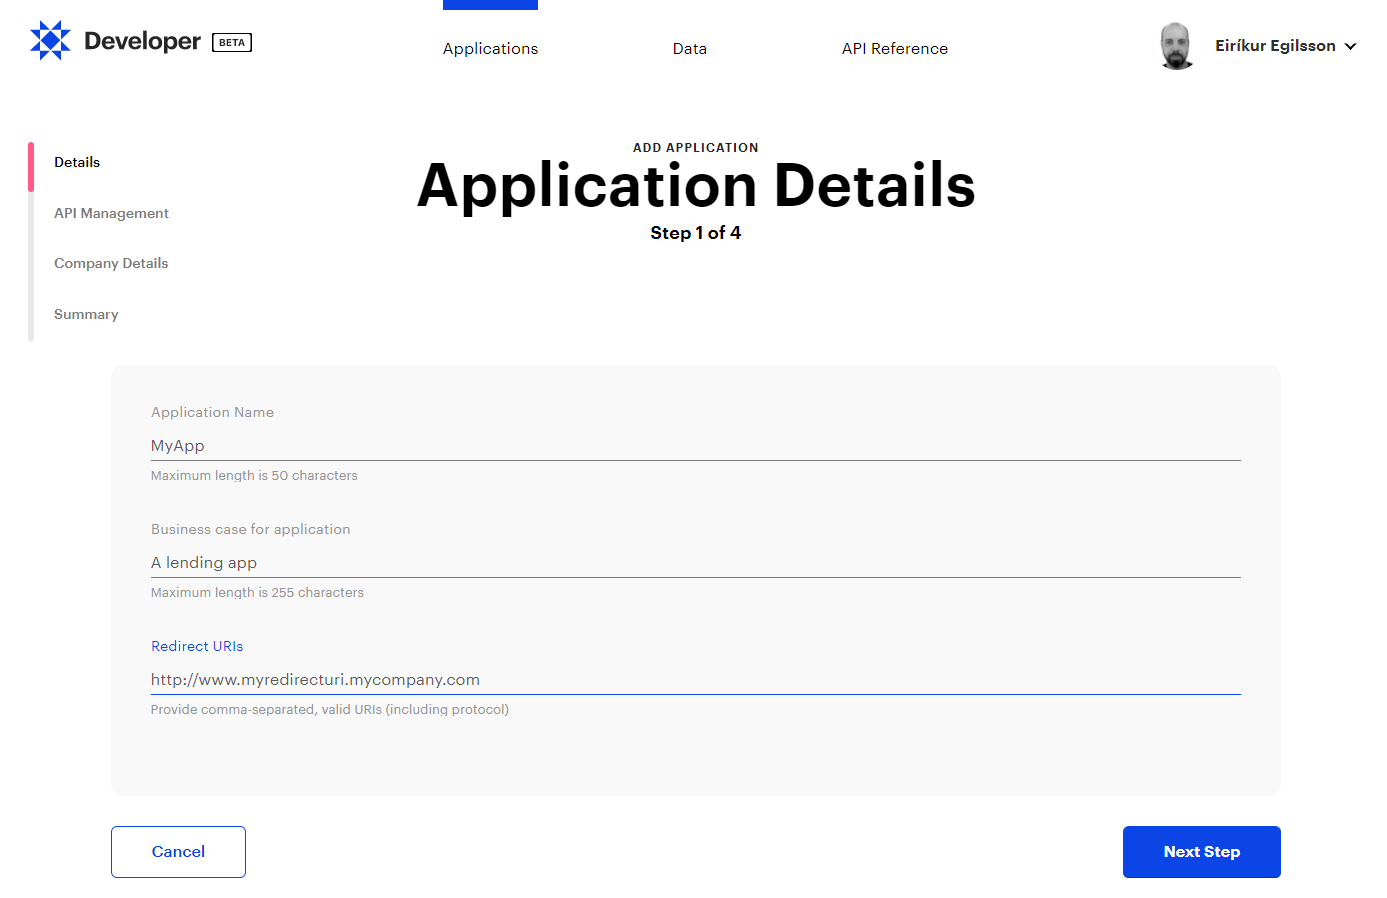 Developer BETA
Applications
Data
API Reference
Eiríkur Egilsson
Details
API Management
Company Details
Summary
ADD APPLICATION
Application Details
Step 1 of 4
Application Name
MyApp
Maximum length is 50 characters
Business case for application
A lending app
Maximum length is 255 characters
Redirect URIs
http://www.myredirecturi.mycompany.com
Provide comma-separated, valid URIs (including protocol)
Cancel
Next Step